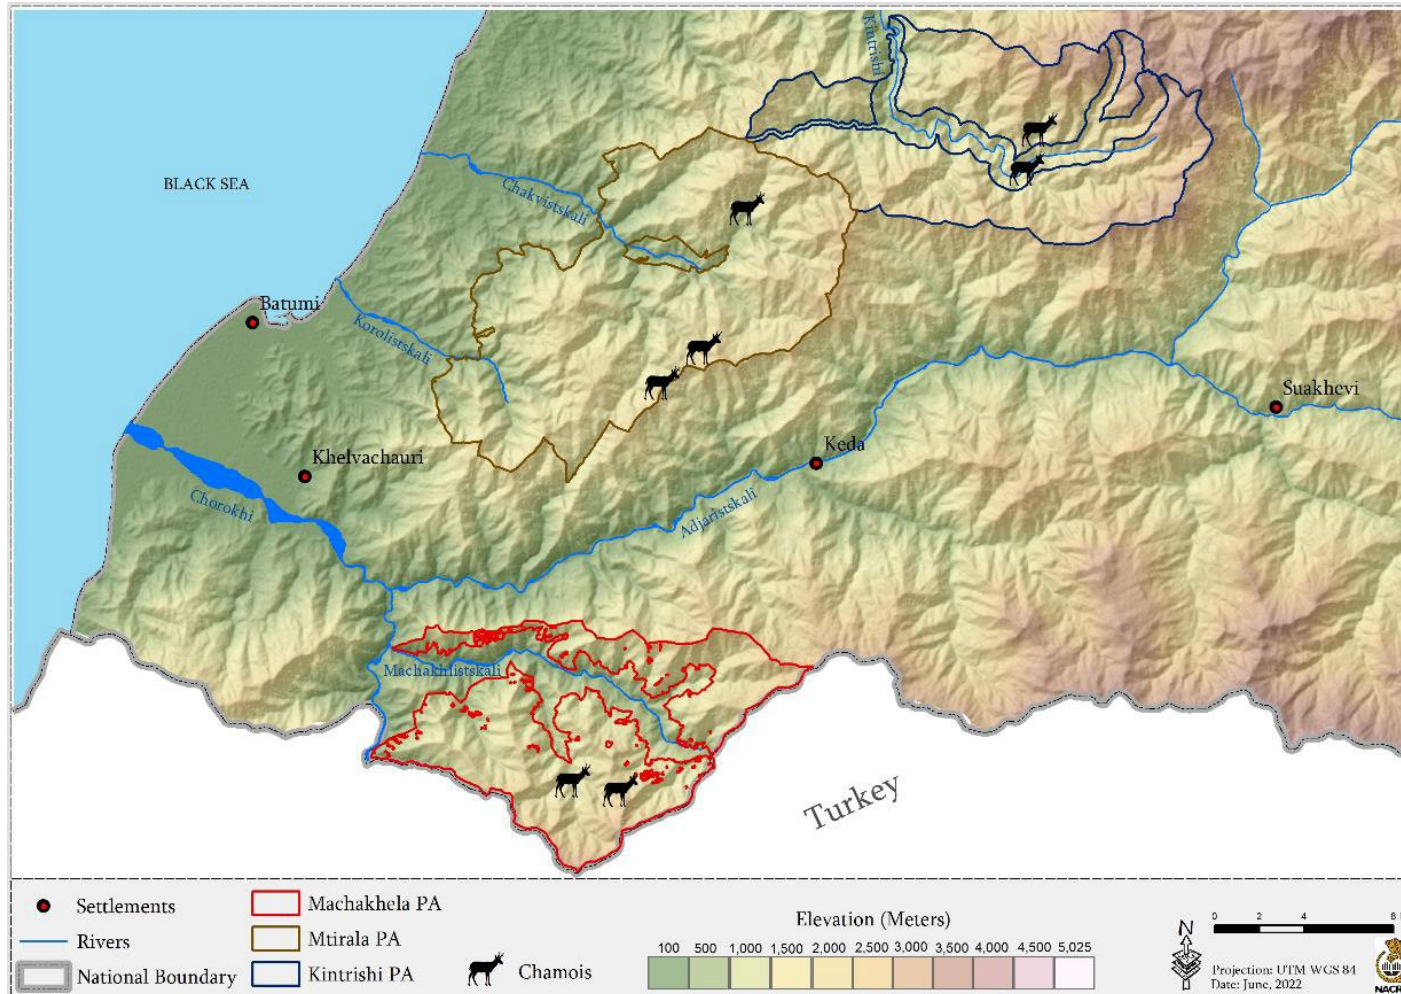 Kintrishi
BLACK SEA
Chakvistskali
Batumi
Korolistskali
Suakhevi
Keda
Khelvachauri
Chorokhi
Adjaristskali
Machakhlistskali
Turkey
Settlements
Rivers
National Boundary
Machakhela PA
Mtirala PA
Kintrishi PA
Chamois
Elevation (Meters)
100 500 1,000 1,500 2,000 2,500 3,000 3,500 4,000 4,500 5,025
N
0 2 4 8
Projection: UTM WGS 84
Date: June, 2022